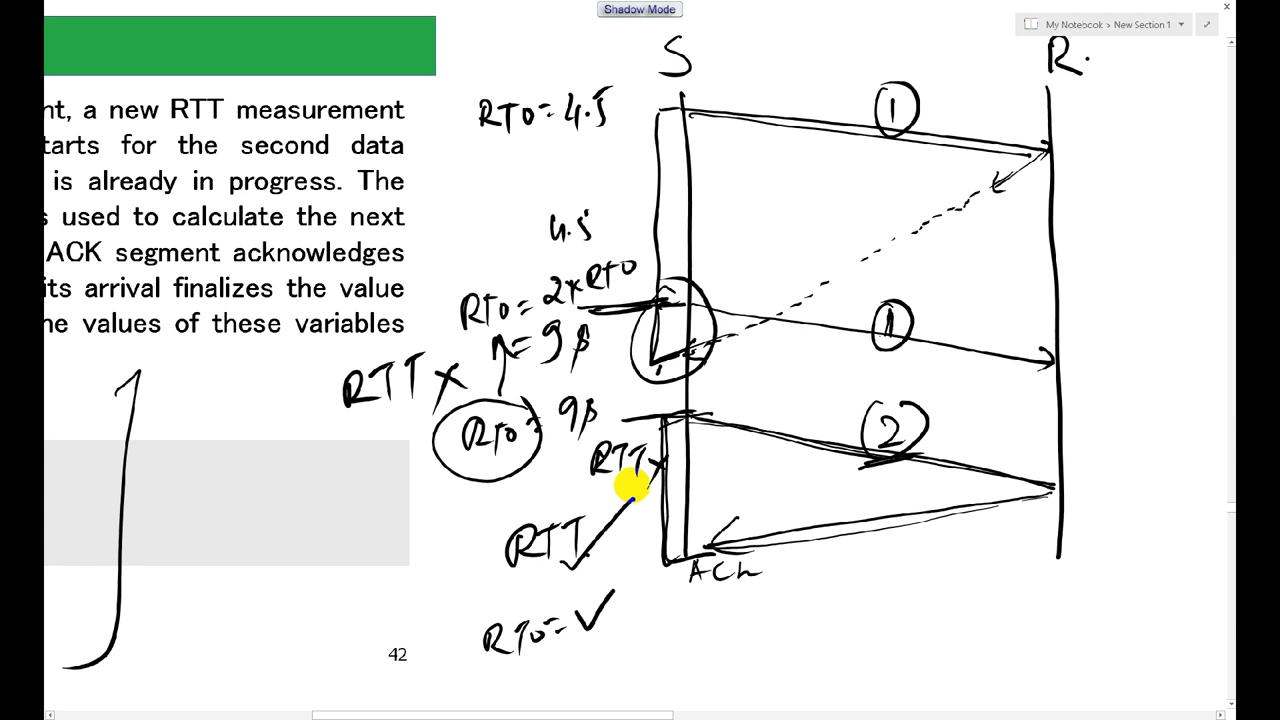 Shadow Mode
My Notebook > New Section 1
nt, a new RTT measurement
tarts for the second data
is already in progress. The
s used to calculate the next
ACK segment acknowledges
its arrival finalizes the value
ne values of these variables
42
S
R.
RTO = 4.5
1
4.5
RTO = 2 x RTO
= 9 s
1
RTT x
RTO = 9 s
2
RTT x
RTT ✓
ACK
RTO = ✓